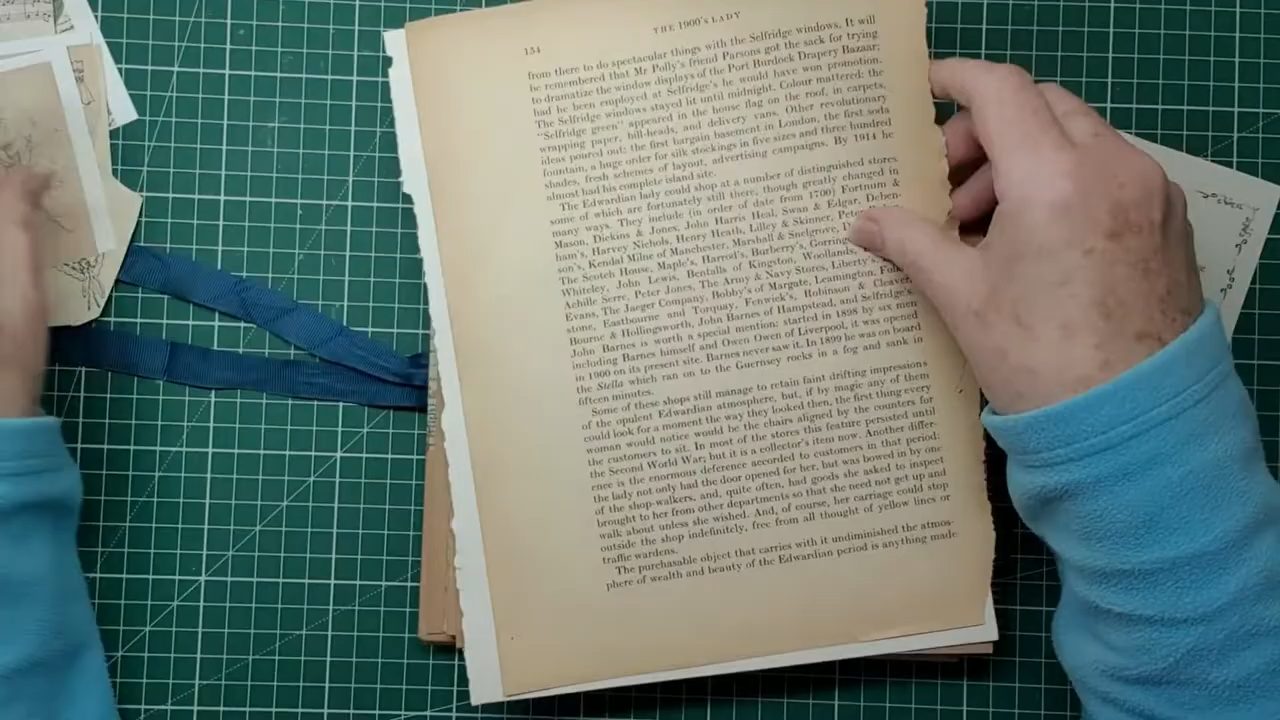 154
THE 1900'S LADY
from there to do spectacular things with the Selfridge windows. It will
be remembered that Mr Polly's friend Parsons got the sack for trying
to dramatize the window displays of the Port Burdock Drapery Bazaar;
had he been employed at Selfridge's he would have won promotion.
The Selfridge windows stayed lit until midnight. Colour mattered: the
"Selfridge green" appeared in the house flag on the roof, in carpets,
wrapping paper, bill-heads, and delivery vans. Other revolutionary
ideas poured out: the first bargain basement in London, the first soda
fountain, a huge order for silk stockings in five sizes and three hundred
shades, fresh schemes of layout, advertising campaigns. By 1914 he
almost had his complete island site.
The Edwardian lady could shop at a number of distinguished stores
some of which are fortunately still there, though greatly changed in
many ways. They include (in order of date from 1700) Fortnum &
Mason, Dickins & Jones, John Harris Heal, Swan & Edgar, Deben-
ham's, Harvey Nichols, Henry Heath, Lilley & Skinner, Pete
son's, Kendal Milne of Manchester, Marshall & Snelgrove,
The Scotch House, Maple's, Harrod's, Burberry's, Gorring
Whiteley, John Lewis, Bentalls of Kingston, Woollands,
Achille Serre, Peter Jones, The Army & Navy Stores, Liberty's,
Evans, The Jaeger Company, Bobby's of Margate, Leamington, Folke-
stone, Eastbourne and Torquay, Fenwick's, Robinson & Cleaver,
Bourne & Hollingsworth, John Barnes of Hampstead, and Selfridge's.
John Barnes is worth a special mention: started in 1898 by six men
including Barnes himself and Owen Owen of Liverpool, it was opened
in 1900 on its present site. Barnes never saw it. In 1899 he was on board
the Stella which ran on to the Guernsey rocks in a fog and sank in
fifteen minutes.
Some of these shops still manage to retain faint drifting impressions
of the opulent Edwardian atmosphere, but, if by magic any of them
could look for a moment the way they looked then, the first thing every
woman would notice would be the chairs aligned by the counters for
the customers to sit. In most of the stores this feature persisted until
the Second World War; but it is a collector's item now. Another differ-
ence is the enormous deference accorded to customers in that period:
the lady not only had the door opened for her, but was bowed in by one
of the shop-walkers, and, quite often, had goods she asked to inspect
brought to her from other departments so that she need not get up and
walk about unless she wished. And, of course, her carriage could stop
outside the shop indefinitely, free from all thought of yellow lines or
traffic wardens.
The purchasable object that carries with it undiminished the atmos-
phere of wealth and beauty of the Edwardian period is anything made